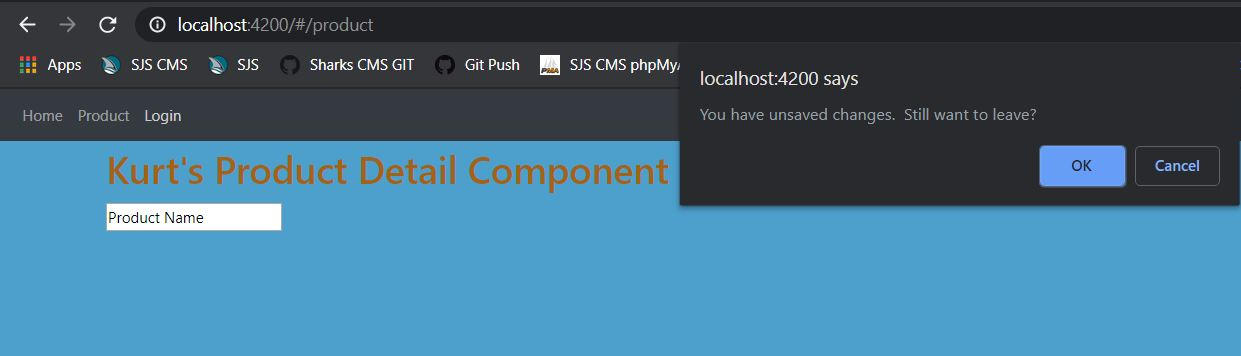 localhost:4200/#/product
Apps SJS CMS SJS Sharks CMS GIT Git Push SJS CMS phpMyA
localhost:4200 says
You have unsaved changes.  Still want to leave?
OK Cancel
Home Product Login
Kurt's Product Detail Component
Product Name